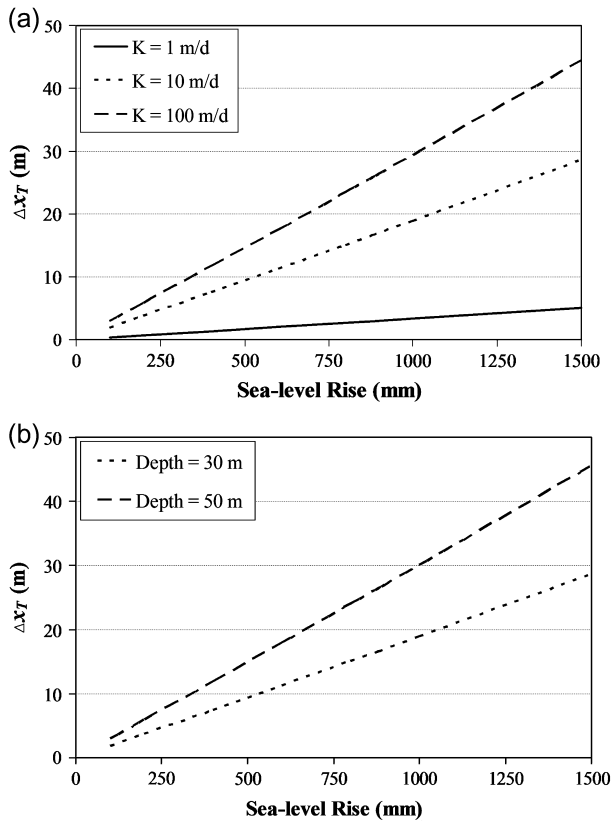 (a)
50
40
30
20
10
0
K = 1 m/d
K = 10 m/d
K = 100 m/d
△xT (m)
0 250 500 750 1000 1250 1500
Sea-level Rise (mm)
(b)
50
40
30
20
10
0
Depth = 30 m
Depth = 50 m
△xT (m)
0 250 500 750 1000 1250 1500
Sea-level Rise (mm)